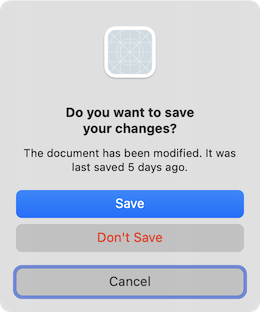 Do you want to save
your changes?
The document has been modified. It was
last saved 5 days ago.
Save
Don't Save
Cancel